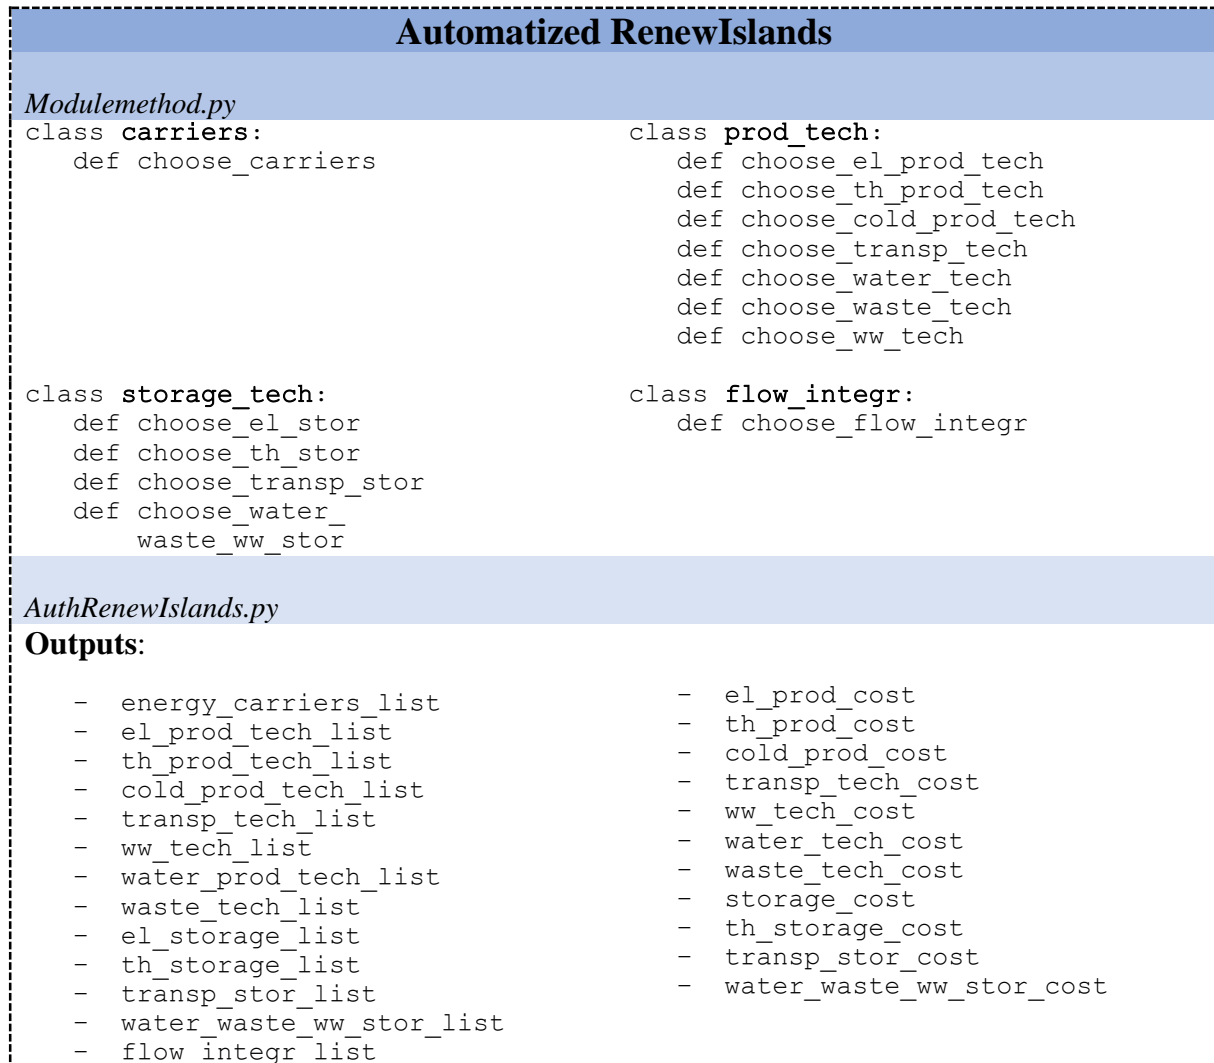 Automatized RenewIslands
Modulemethod.py
class carriers:
def choose_carriers
class prod_tech:
def choose_el_prod_tech
def choose_th_prod_tech
def choose_cold_prod_tech
def choose_transp_tech
def choose_water_tech
def choose_waste_tech
def choose_ww_tech
class storage_tech:
def choose_el_stor
def choose_th_stor
def choose_transp_stor
def choose_water_
waste_ww_stor
class flow_integr:
def choose_flow_integr
AuthRenewIslands.py
Outputs:
- energy_carriers_list
- el_prod_tech_list
- th_prod_tech_list
- cold_prod_tech_list
- transp_tech_list
- ww_tech_list
- water_prod_tech_list
- waste_tech_list
- el_storage_list
- th_storage_list
- transp_stor_list
- water_waste_ww_stor_list
- flow_integr_list
- el_prod_cost
- th_prod_cost
- cold_prod_cost
- transp_tech_cost
- ww_tech_cost
- water_tech_cost
- waste_tech_cost
- storage_cost
- th_storage_cost
- transp_stor_cost
- water_waste_ww_stor_cost